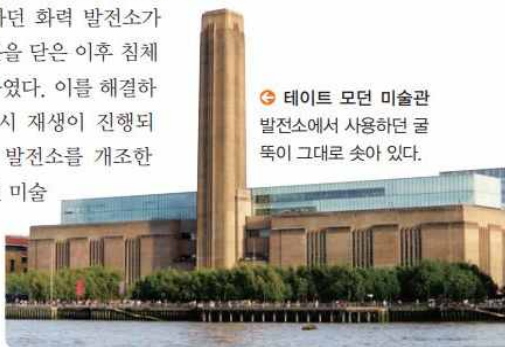 던 화력 발전소가
을 닫은 이후 침체
였다. 이를 해결하
시 재생이 진행되
발전소를 개조한
미술
테이트 모던 미술관
발전소에서 사용하던 굴
뚝이 그대로 솟아 있다.